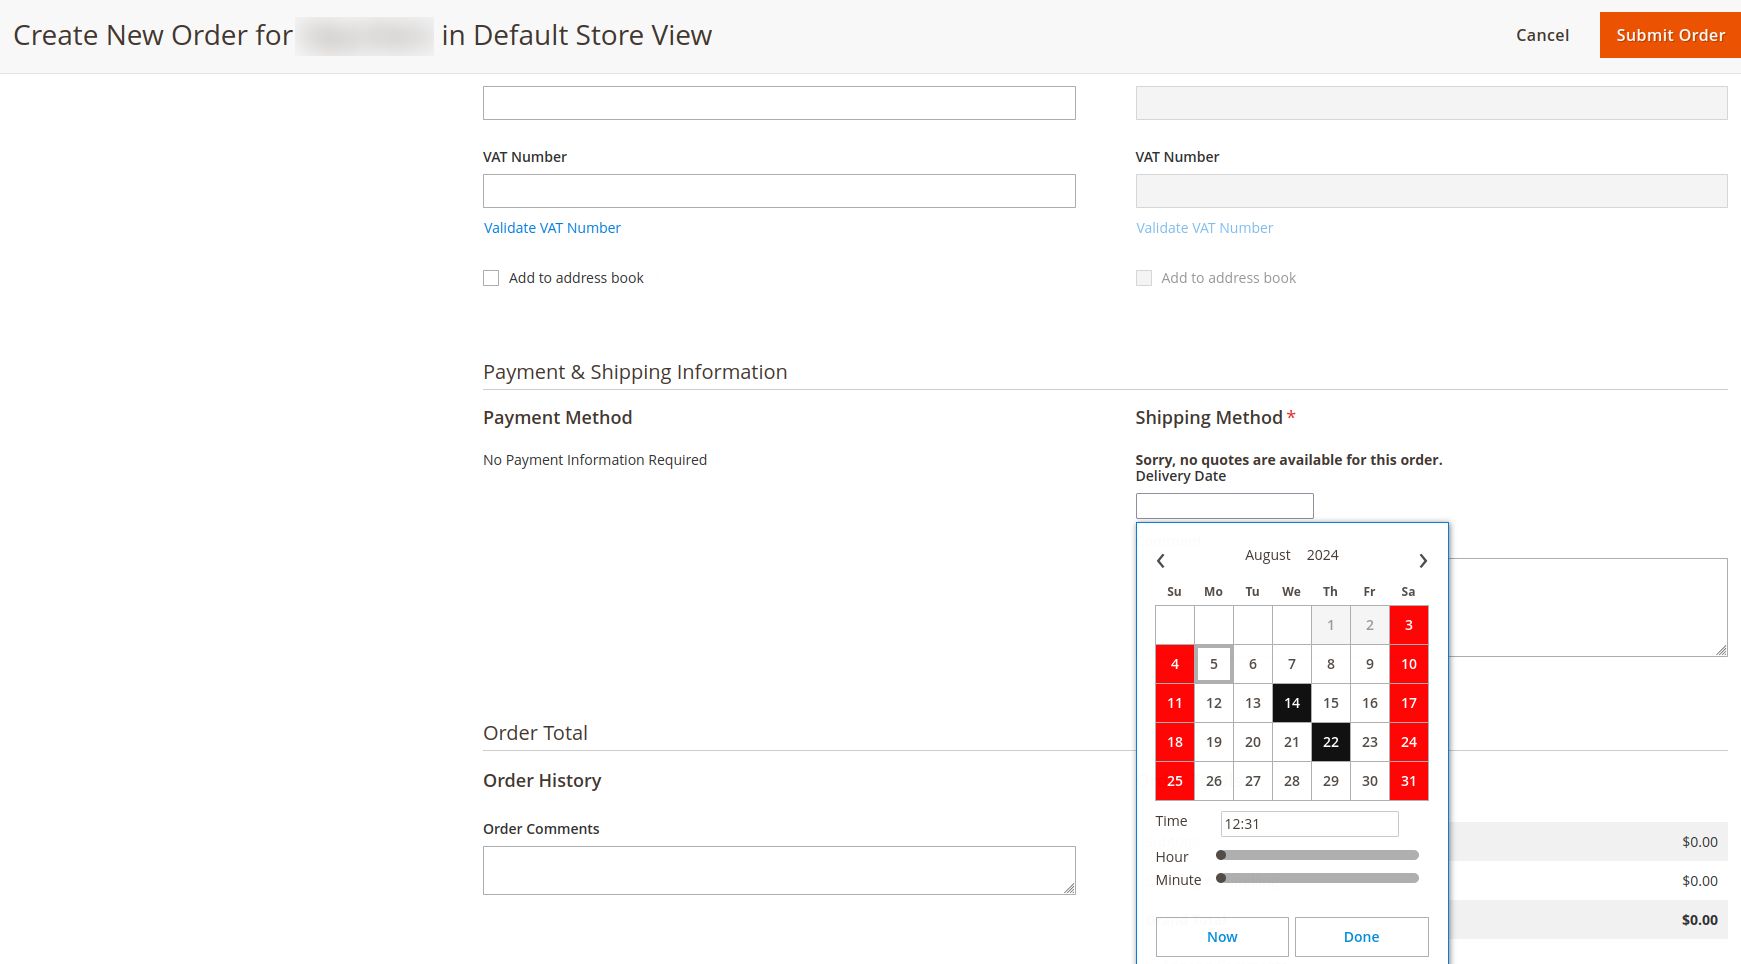 Create New Order for in Default Store View
Cancel
Submit Order
VAT Number
VAT Number
Validate VAT Number
Validate VAT Number
Add to address book
Add to address book
Payment & Shipping Information
Payment Method
Shipping Method *
No Payment Information Required
Sorry, no quotes are available for this order.
Delivery Date
August 2024
Su Mo Tu We Th Fr Sa
1 2 3
4 5 6 7 8 9 10
11 12 13 14 15 16 17
18 19 20 21 22 23 24
25 26 27 28 29 30 31
Time 12:31
Hour
Minute
Now Done
Order Total
Order History
Order Comments
$0.00
$0.00
$0.00